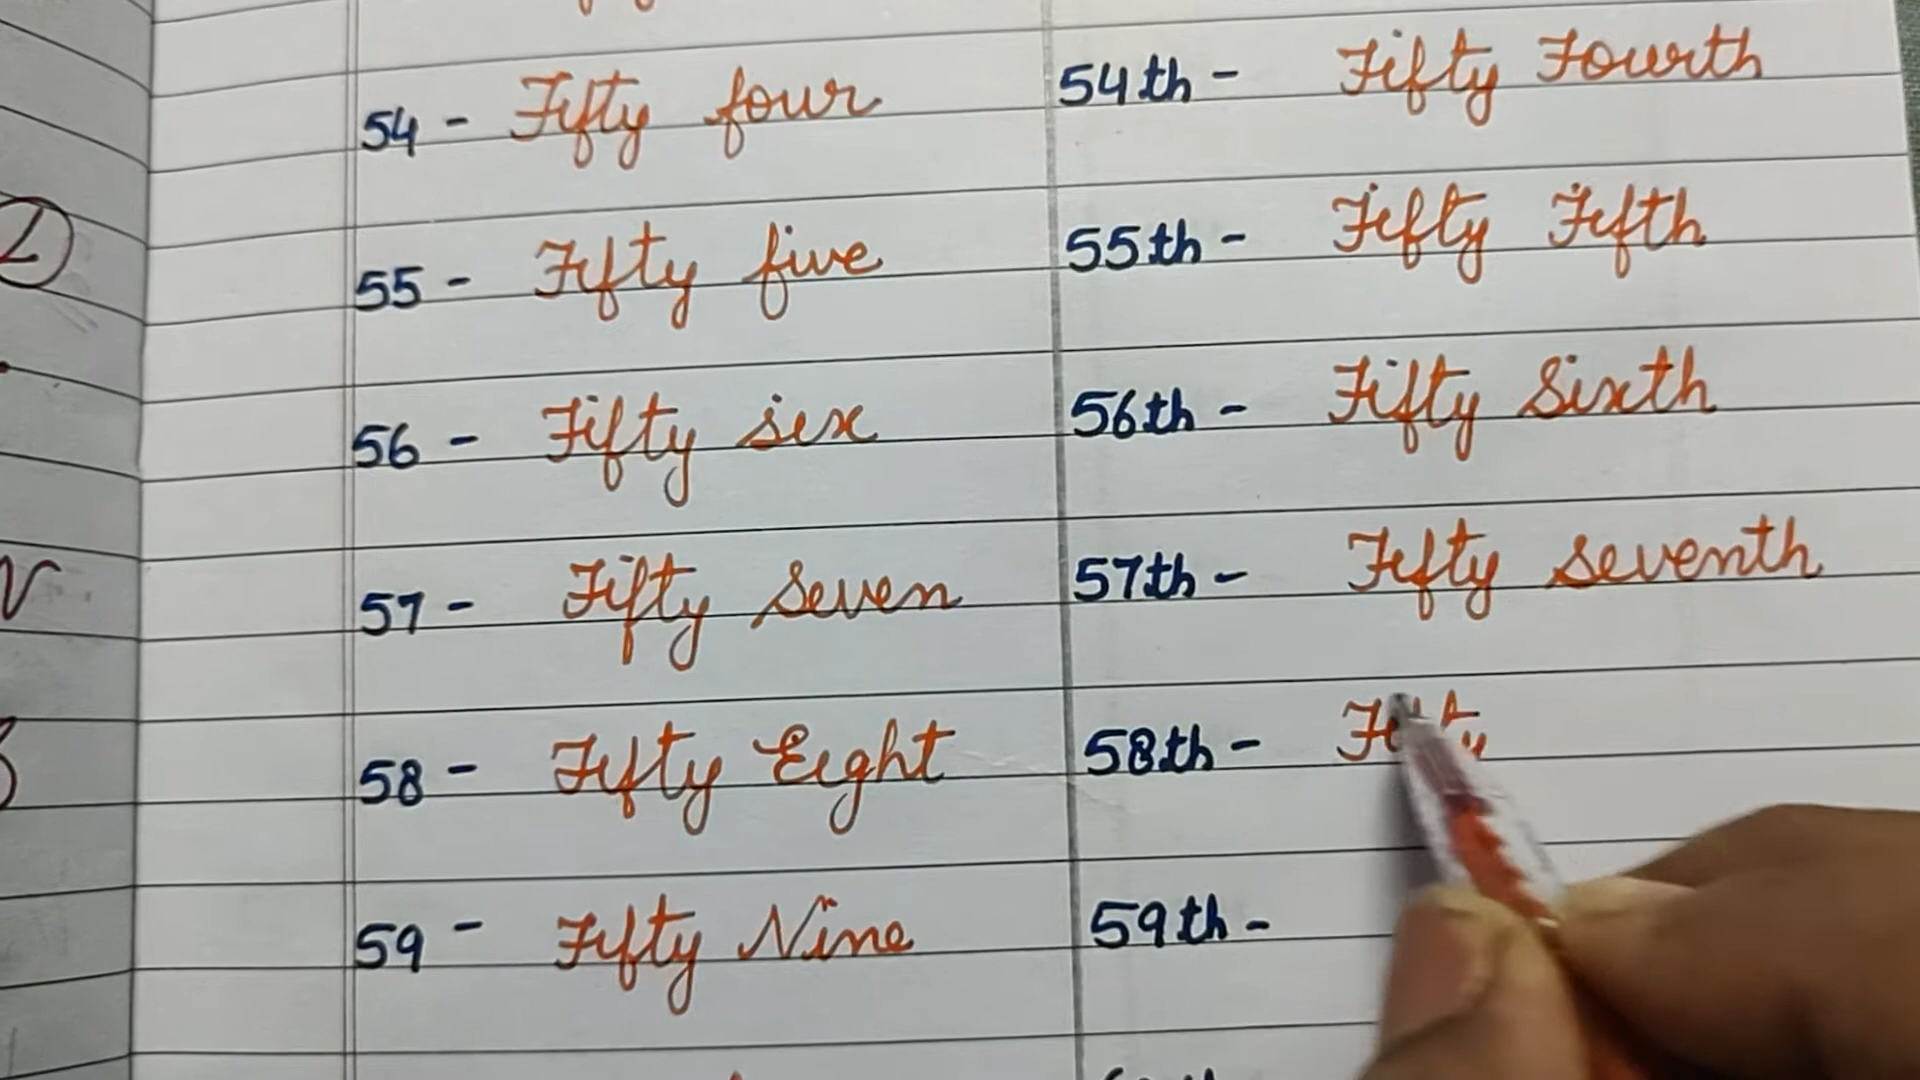 54 - Fifty four 54th - Fifty Fourth
55 - Fifty five 55th - Fifty Fifth
56 - Fifty six 56th - Fifty Sixth
57 - Fifty Seven 57th - Fifty Seventh
58 - Fifty Eight 58th - Fifty
59 - Fifty Nine 59th -